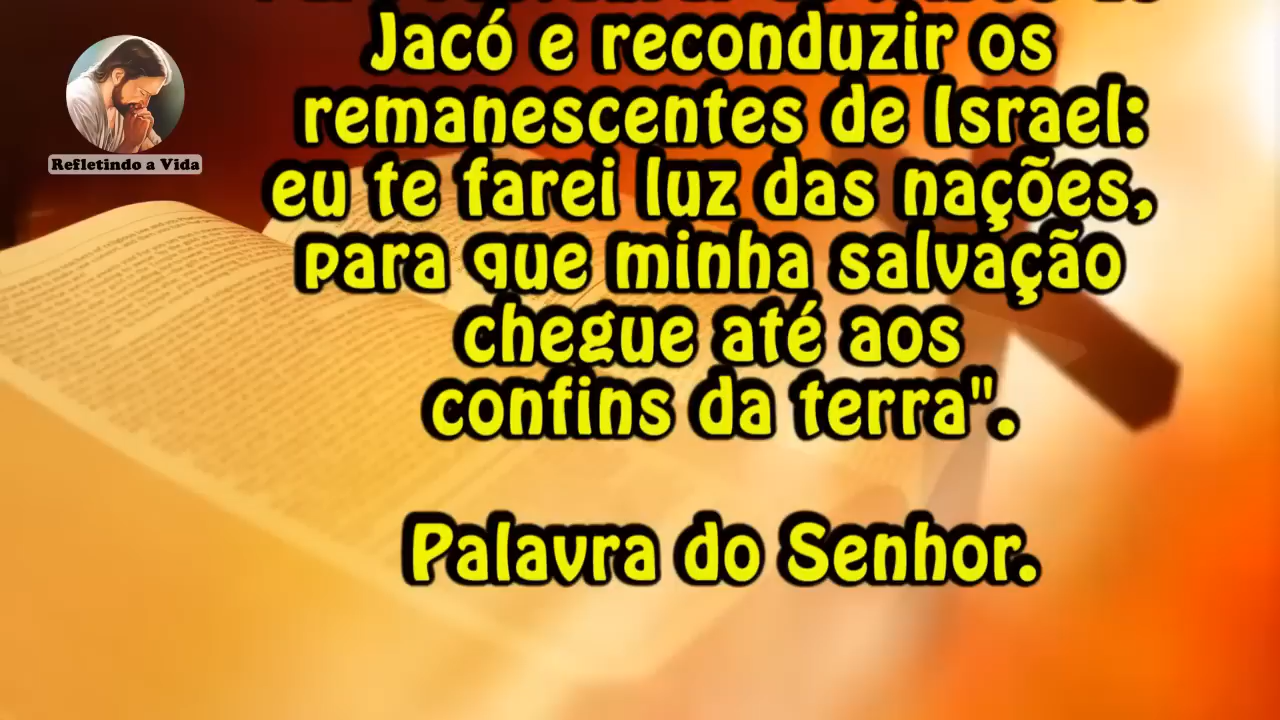 Jacó e reconduzir os
remanescentes de Israel:
eu te farei luz das nações,
para que minha salvação
chegue até aos
confins da terra".
Palavra do Senhor.
Refletindo a Vida